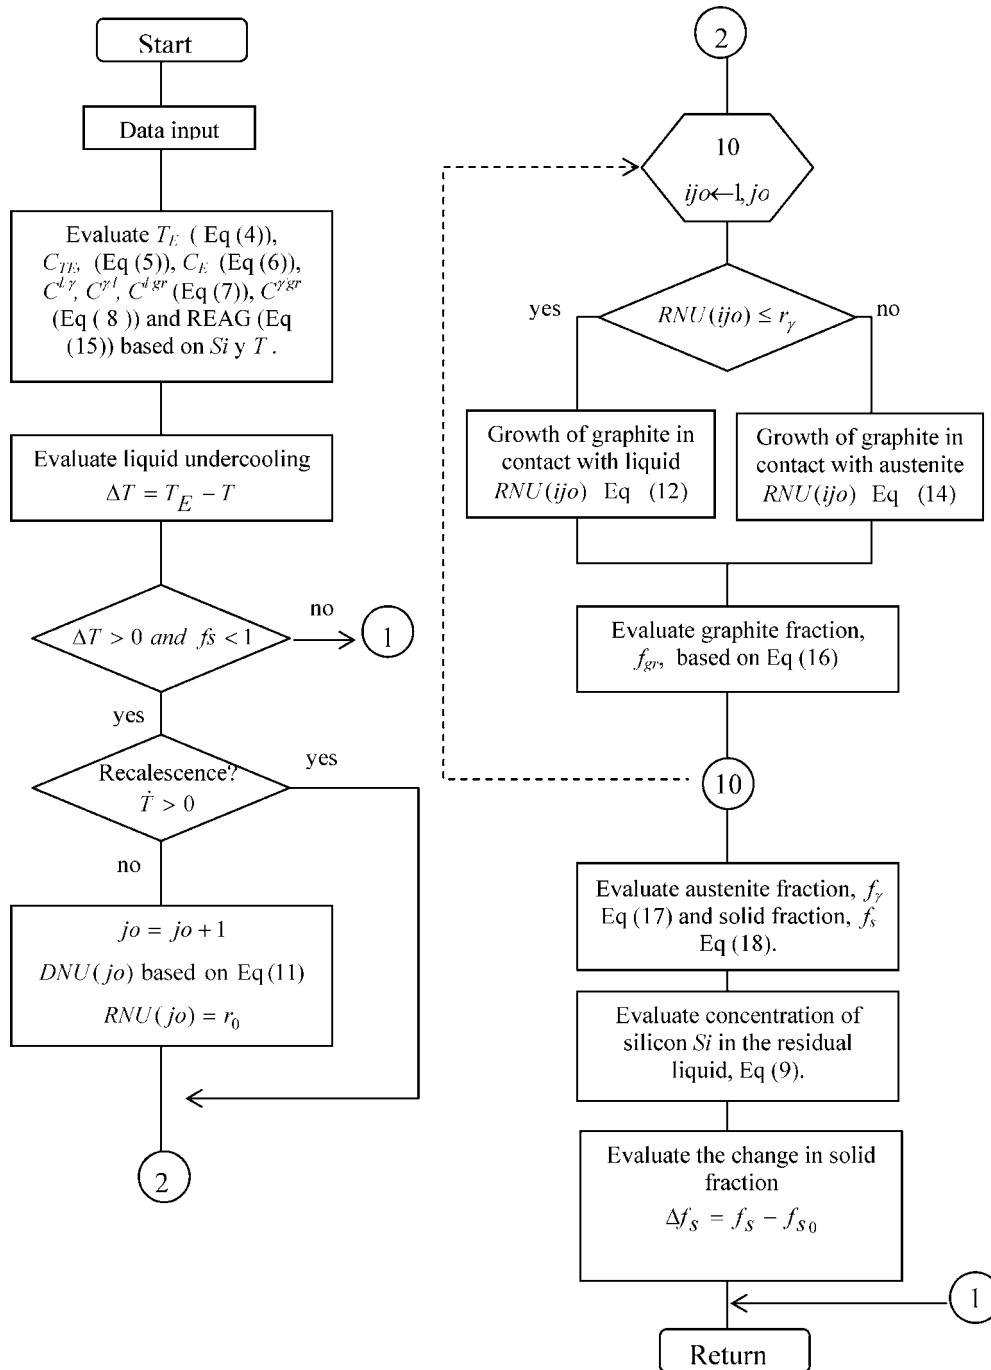 Start
Data input
Evaluate T_E ( Eq (4)),
C_TE, (Eq (5)), C_E (Eq (6)),
C^{l/γ}, C^{γ/l}, C^{l/gr} (Eq (7)), C^{γ/gr}
(Eq ( 8 )) and REAG (Eq
(15)) based on Si y T .
Evaluate liquid undercooling
ΔT = T_E − T
ΔT > 0 and fs < 1
no
1
yes
Recalescence?
Ṫ > 0
yes
no
jo = jo + 1
DNU(jo) based on Eq (11)
RNU(jo) = r_0
2
2
10
ijo←1, jo
RNU(ijo) ≤ r_γ
yes
no
Growth of graphite in
contact with liquid
RNU(ijo) Eq (12)
Growth of graphite in
contact with austenite
RNU(ijo) Eq (14)
Evaluate graphite fraction,
f_gr, based on Eq (16)
10
Evaluate austenite fraction, f_γ
Eq (17) and solid fraction, f_s
Eq (18).
Evaluate concentration of
silicon Si in the residual
liquid, Eq (9).
Evaluate the change in solid
fraction
Δf_s = f_s − f_s0
1
Return